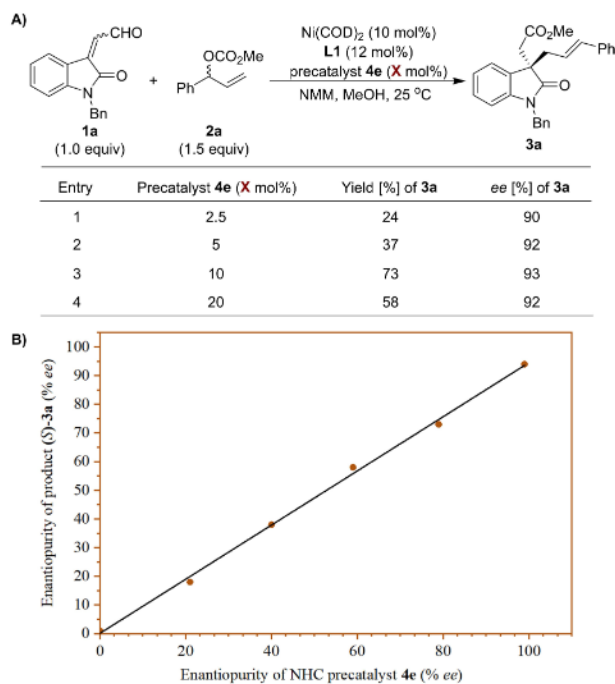 A)
CHO
O
N
Bn
1a
(1.0 equiv)
+
OCO2Me
Ph
2a
(1.5 equiv)
Ni(COD)2 (10 mol%)
L1 (12 mol%)
precatalyst 4e (X mol%)
NMM, MeOH, 25 °C
CO2Me
Ph
O
N
Bn
3a
Entry Precatalyst 4e (X mol%) Yield [%] of 3a ee [%] of 3a
1 2.5 24 90
2 5 37 92
3 10 73 93
4 20 58 92
B)
Enantiopurity of product (S)-3a (% ee)
100
90
80
70
60
50
40
30
20
10
0
0 20 40 60 80 100
Enantiopurity of NHC precatalyst 4e (% ee)